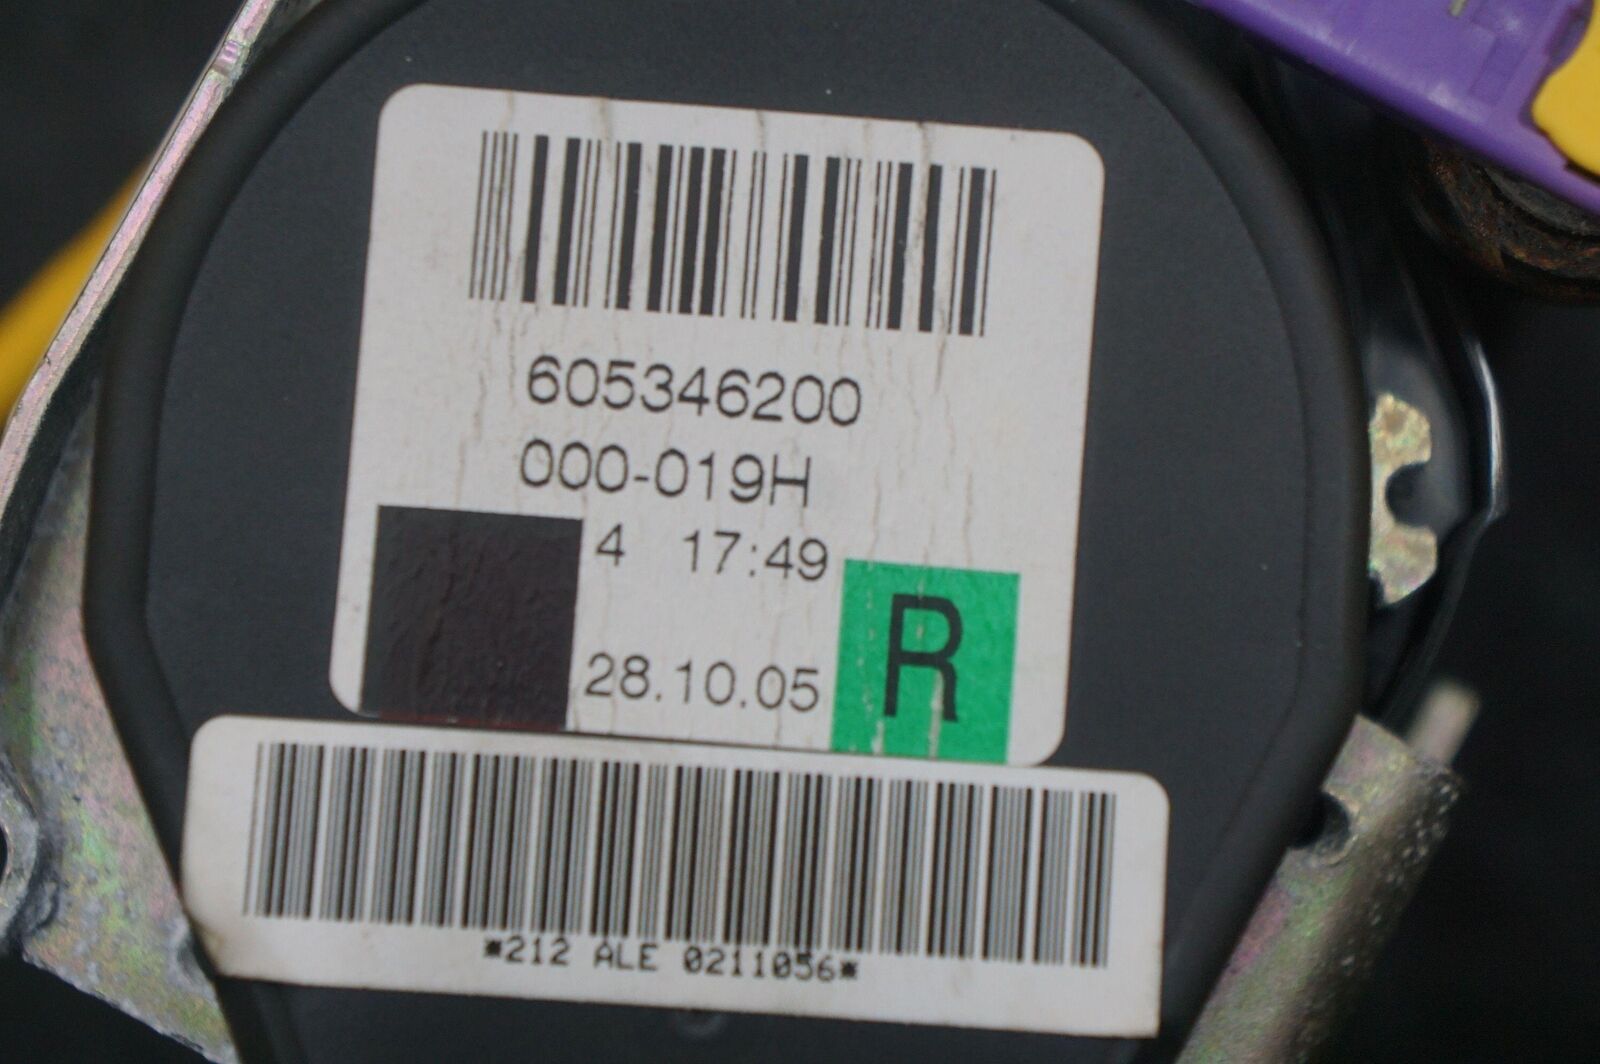 605346200
000-019H
4 17:49
28.10.05
R
*212 ALE 0211056*